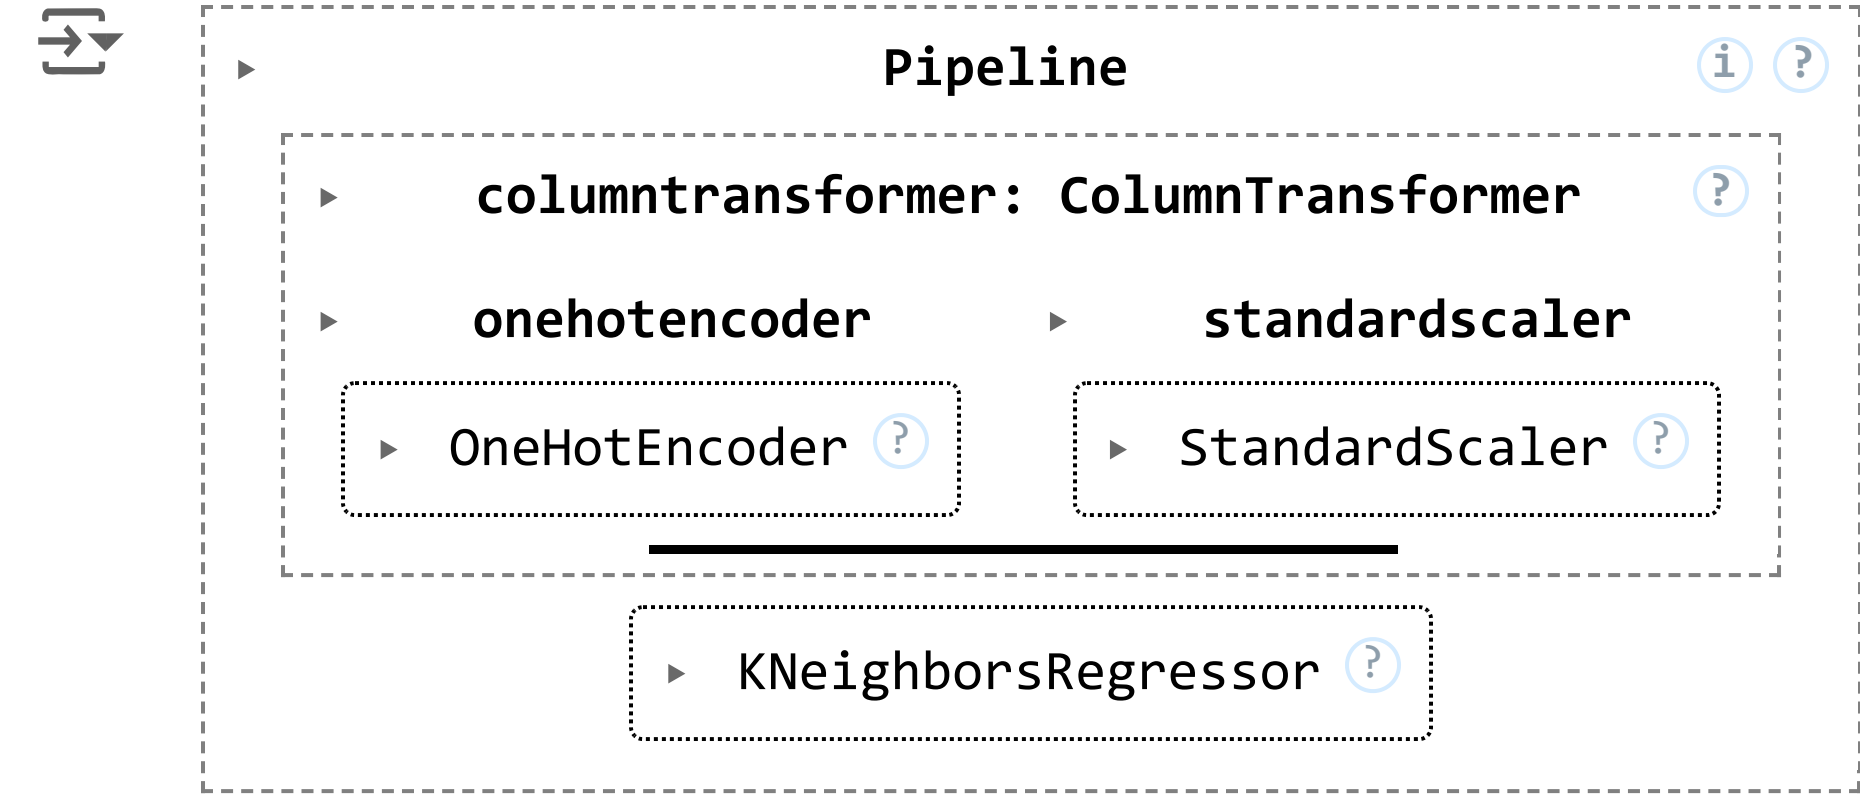 Pipeline i ?
columntransformer: ColumnTransformer ?
onehotencoder standardscaler
OneHotEncoder ? StandardScaler ?
KNeighborsRegressor ?